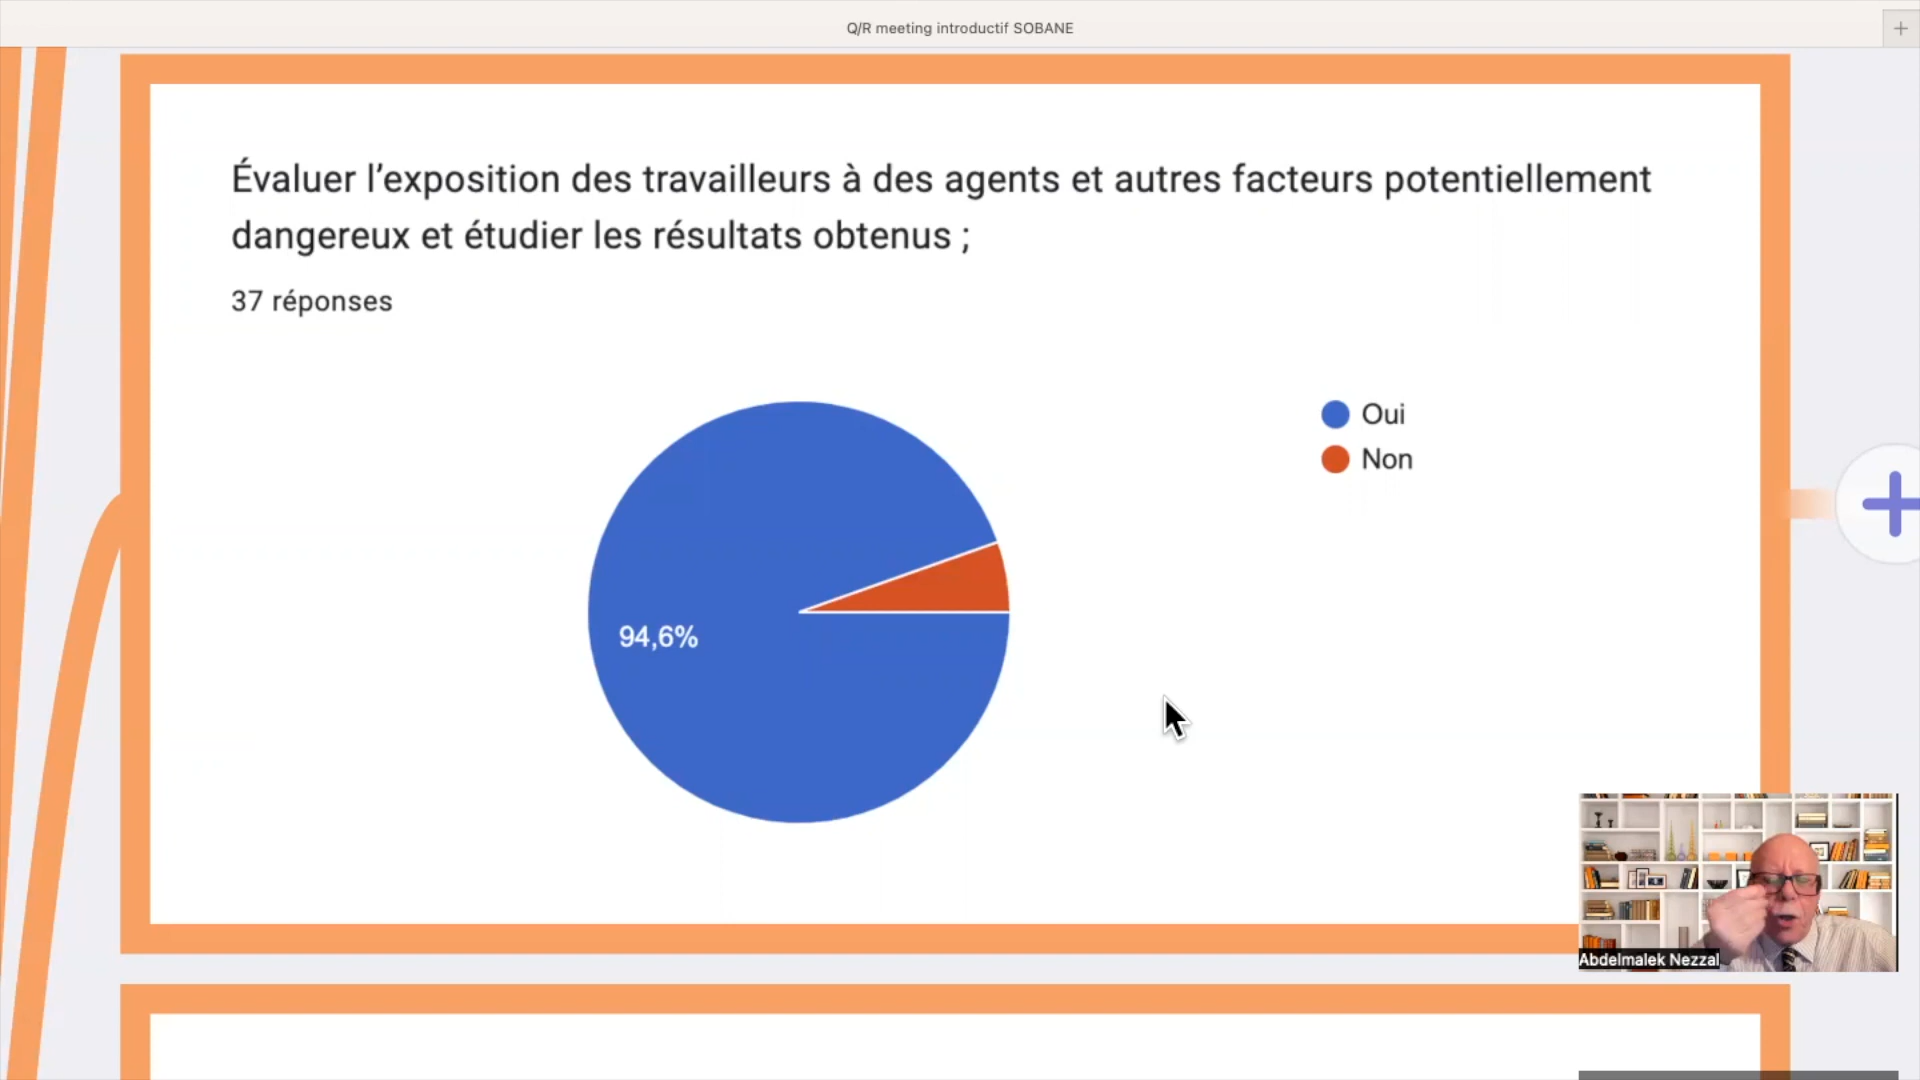 Q/R meeting introductif SOBANE
Évaluer l’exposition des travailleurs à des agents et autres facteurs potentiellement
dangereux et étudier les résultats obtenus ;
37 réponses
Oui
Non
94,6%
Abdelmalek Nezzal